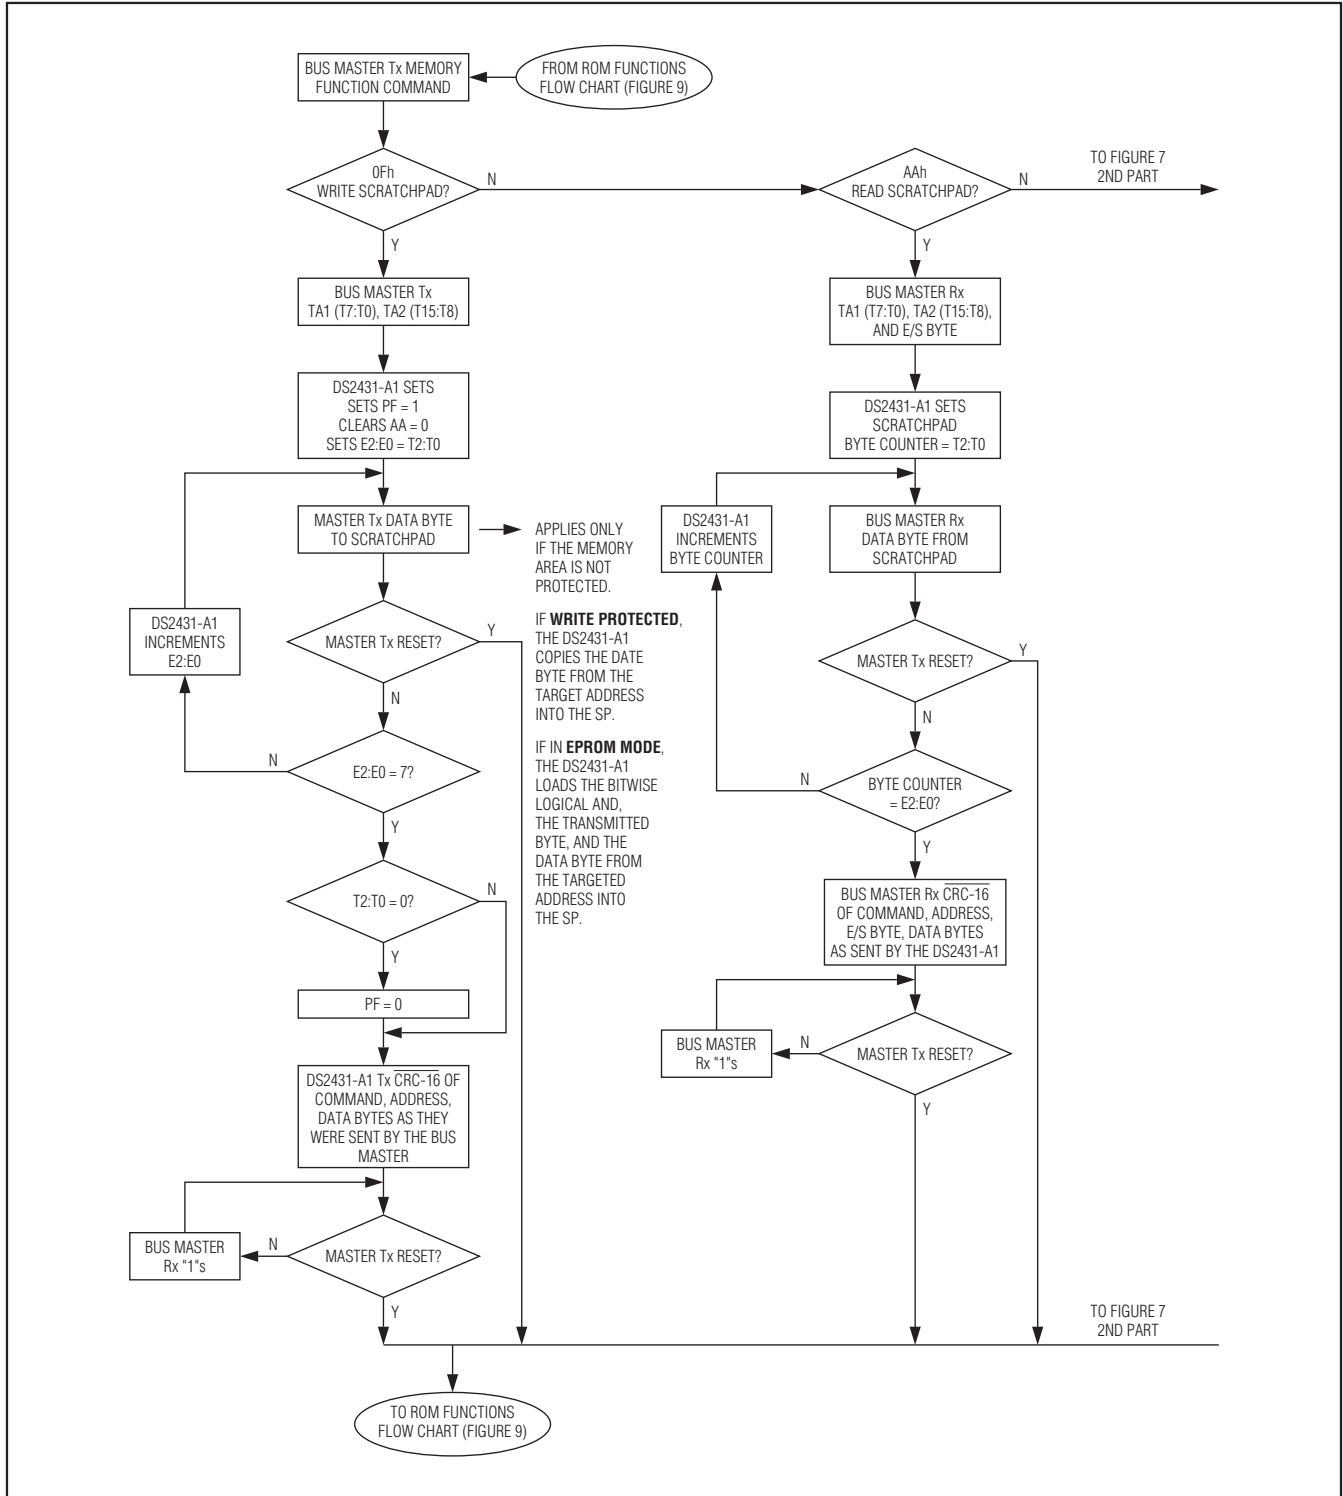 BUS MASTER Tx MEMORY
FUNCTION COMMAND
FROM ROM FUNCTIONS
FLOW CHART (FIGURE 9)
0Fh
WRITE SCRATCHPAD?
N
Y
AAh
READ SCRATCHPAD?
N
Y
TO FIGURE 7
2ND PART
BUS MASTER Tx
TA1 (T7:T0), TA2 (T15:T8)
DS2431-A1 SETS
SETS PF = 1
CLEARS AA = 0
SETS E2:E0 = T2:T0
MASTER Tx DATA BYTE
TO SCRATCHPAD
APPLIES ONLY
IF THE MEMORY
AREA IS NOT
PROTECTED.
IF WRITE PROTECTED,
THE DS2431-A1
COPIES THE DATE
BYTE FROM THE
TARGET ADDRESS
INTO THE SP.
IF IN EPROM MODE,
THE DS2431-A1
LOADS THE BITWISE
LOGICAL AND,
THE TRANSMITTED
BYTE, AND THE
DATA BYTE FROM
THE TARGETED
ADDRESS INTO
THE SP.
DS2431-A1
INCREMENTS
E2:E0
MASTER Tx RESET?
Y
N
E2:E0 = 7?
N
Y
T2:T0 = 0?
N
Y
PF = 0
DS2431-A1 Tx CRC-16 OF
COMMAND, ADDRESS,
DATA BYTES AS THEY
WERE SENT BY THE BUS
MASTER
BUS MASTER
Rx "1"s
N
MASTER Tx RESET?
Y
BUS MASTER Rx
TA1 (T7:T0), TA2 (T15:T8),
AND E/S BYTE
DS2431-A1 SETS
SCRATCHPAD
BYTE COUNTER = T2:T0
DS2431-A1
INCREMENTS
BYTE COUNTER
BUS MASTER Rx
DATA BYTE FROM
SCRATCHPAD
MASTER Tx RESET?
Y
N
BYTE COUNTER
= E2:E0?
N
Y
BUS MASTER Rx CRC-16
OF COMMAND, ADDRESS,
E/S BYTE, DATA BYTES
AS SENT BY THE DS2431-A1
BUS MASTER
Rx "1"s
N
MASTER Tx RESET?
Y
TO FIGURE 7
2ND PART
TO ROM FUNCTIONS
FLOW CHART (FIGURE 9)